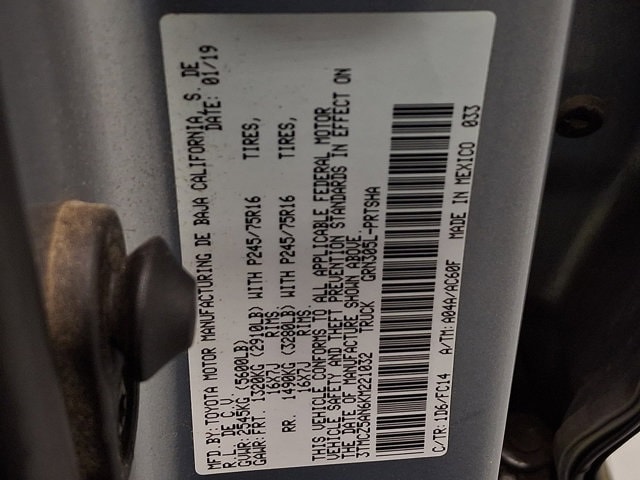 MFD BY: TOYOTA MOTOR MANUFACTURING DE BAJA CALIFORNIA, S. DE
R.L. DE C.V. DATE: 01/19
GVWR: 2545KG (5600LB)
GAWR: FRT. 1320KG (2910LB) WITH P245/75R16 TIRES,
16X7J RIMS
RR. 1490KG (3280LB) WITH P245/75R16 TIRES,
16X7J RIMS
THIS VEHICLE CONFORMS TO ALL APPLICABLE FEDERAL MOTOR
VEHICLE SAFETY AND THEFT PREVENTION STANDARDS IN EFFECT ON
THE DATE OF MANUFACTURE SHOWN ABOVE.
3TMCZ5AN6KM221032 TRUCK GRN305L-PRTSHA
C/TR: 1D6/FC14 A/TM: A04A/AC60F MADE IN MEXICO 033